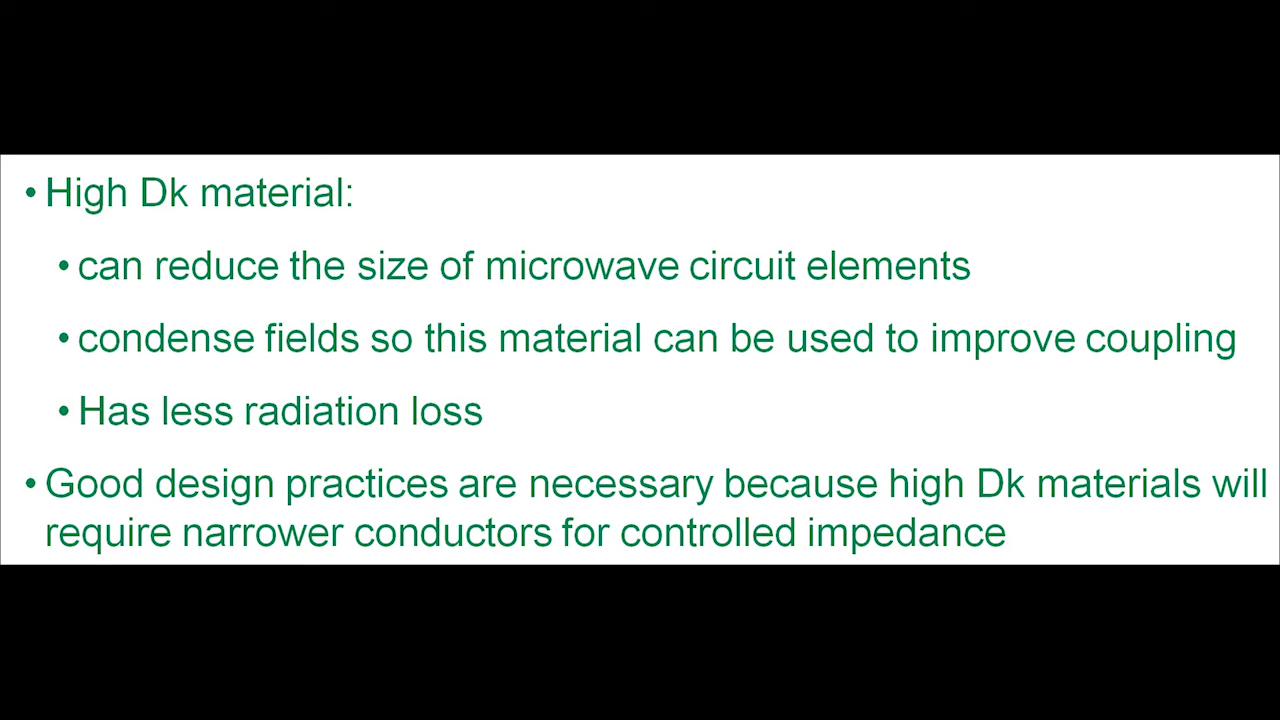 • High Dk material:
• can reduce the size of microwave circuit elements
• condense fields so this material can be used to improve coupling
• Has less radiation loss
• Good design practices are necessary because high Dk materials will
require narrower conductors for controlled impedance